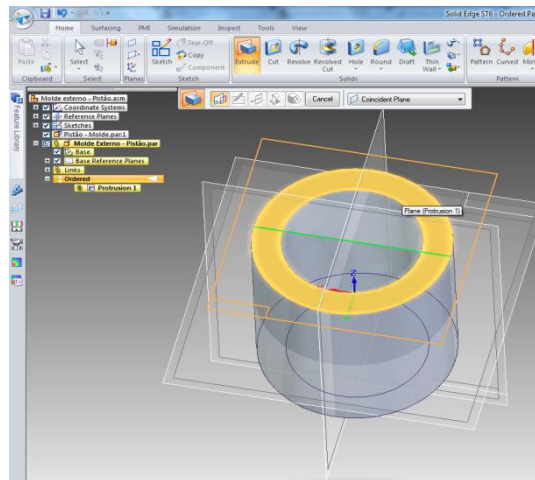 Solid Edge ST6 - Ordered Pa
Home Surfacing PMI Simulation Inspect Tools View
Paste
Select
Sketch
Tear-Off
Copy
Component
Extrude
Cut
Revolve
Revolved Cut
Hole
Round
Draft
Thin Wall
Pattern
Curved
Mirr
Clipboard Select Planes Sketch Solids Pattern
Cancel Coincident Plane
Feature Library
Molde externo - Pistão.asm
Coordinate Systems
Reference Planes
Sketches
Pistão - Molde.par:1
Molde Externo - Pistão.par
Base
Base Reference Planes
Links
Ordered
Protrusion 1
Plane (Protrusion 1)
Z